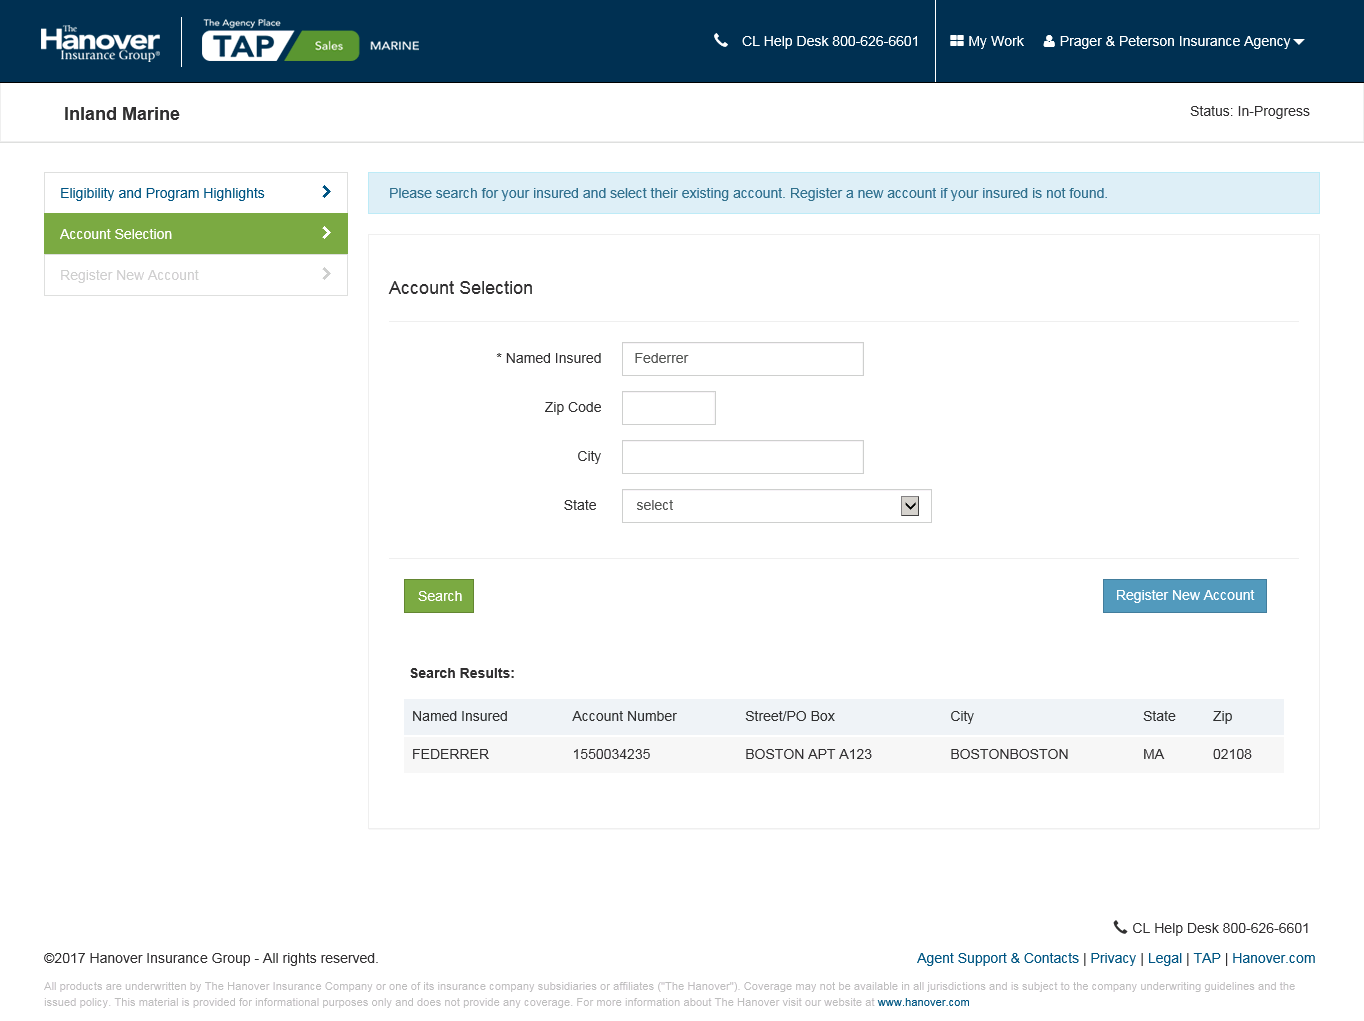 The Hanover Insurance Group®
The Agency Place
TAP Sales MARINE
CL Help Desk 800-626-6601
My Work
Prager & Peterson Insurance Agency
Inland Marine
Status: In-Progress
Eligibility and Program Highlights
Account Selection
Register New Account
Please search for your insured and select their existing account. Register a new account if your insured is not found.
Account Selection
* Named Insured Federrer
Zip Code
City
State select
Search
Register New Account
Search Results:
Named Insured Account Number Street/PO Box City State Zip
FEDERRER 1550034235 BOSTON APT A123 BOSTONBOSTON MA 02108
CL Help Desk 800-626-6601
©2017 Hanover Insurance Group - All rights reserved.
Agent Support & Contacts | Privacy | Legal | TAP | Hanover.com
All products are underwritten by The Hanover Insurance Company or one of its insurance company subsidiaries or affiliates ("The Hanover"). Coverage may not be available in all jurisdictions and is subject to the company underwriting guidelines and the
issued policy. This material is provided for informational purposes only and does not provide any coverage. For more information about The Hanover visit our website at www.hanover.com